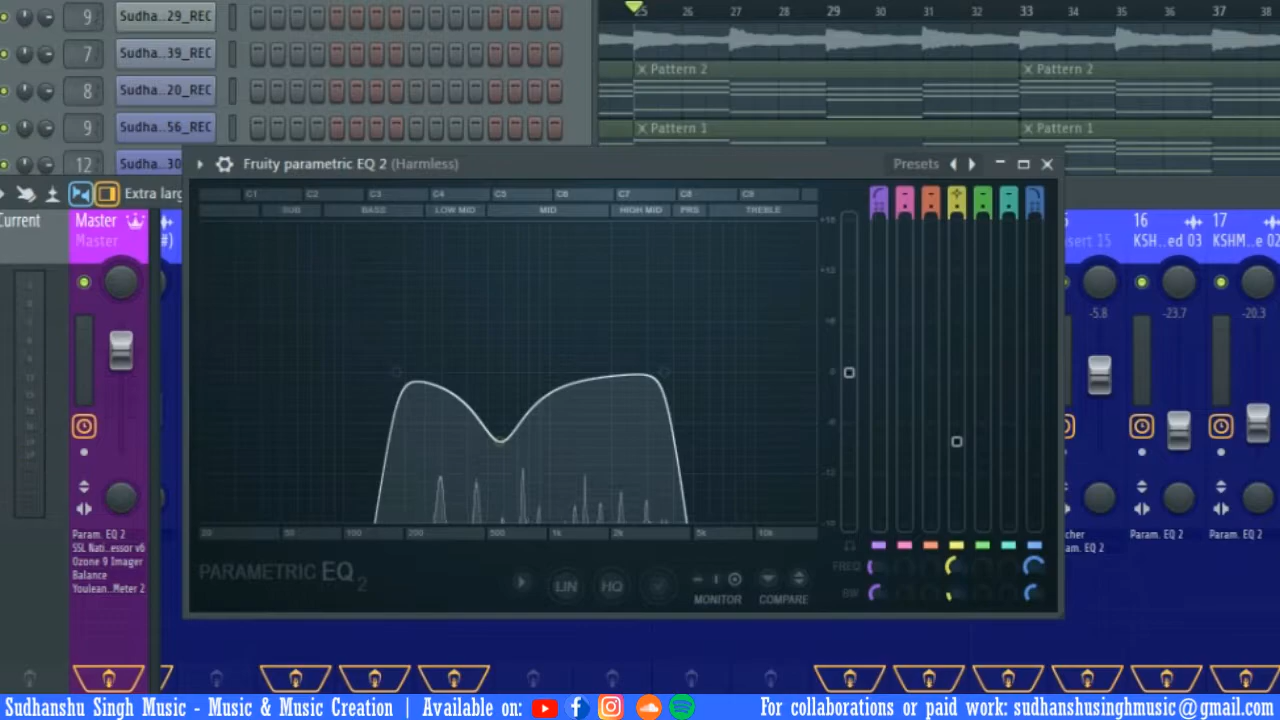 9 Sudha..29_REC
7 Sudha..39_REC
8 Sudha..20_REC
9 Sudha..56_REC
12 Sudha..30
25 26 27 28 29 30 31 32 33 34 35 36 37 38
Pattern 2 Pattern 2
Pattern 1 Pattern 1
Extra larg
Fruity parametric EQ 2 (Harmless) Presets
C1 C2 C3 C4 C5 C6 C7 C8 C9
SUB BASS LOW MID MID HIGH MID PRS TREBLE
20 50 100 200 500 1k 2k 5k 10k
PARAMETRIC EQ 2
LIN HQ
MONITOR COMPARE
FREQ
BW
Current
Master
Master
Param. EQ 2
SSL Nati..essor v6
Ozone 9 Imager
Balance
Youlean..Meter 2
#)
sert 15
-5.8
cher
am. EQ 2
16
KSH..ed 03
-23.7
Param. EQ 2
17
KSHM..e 02
-20.3
Param. EQ 2
Sudhanshu Singh Music - Music & Music Creation | Available on: For collaborations or paid work: sudhanshusinghmusic@gmail.com